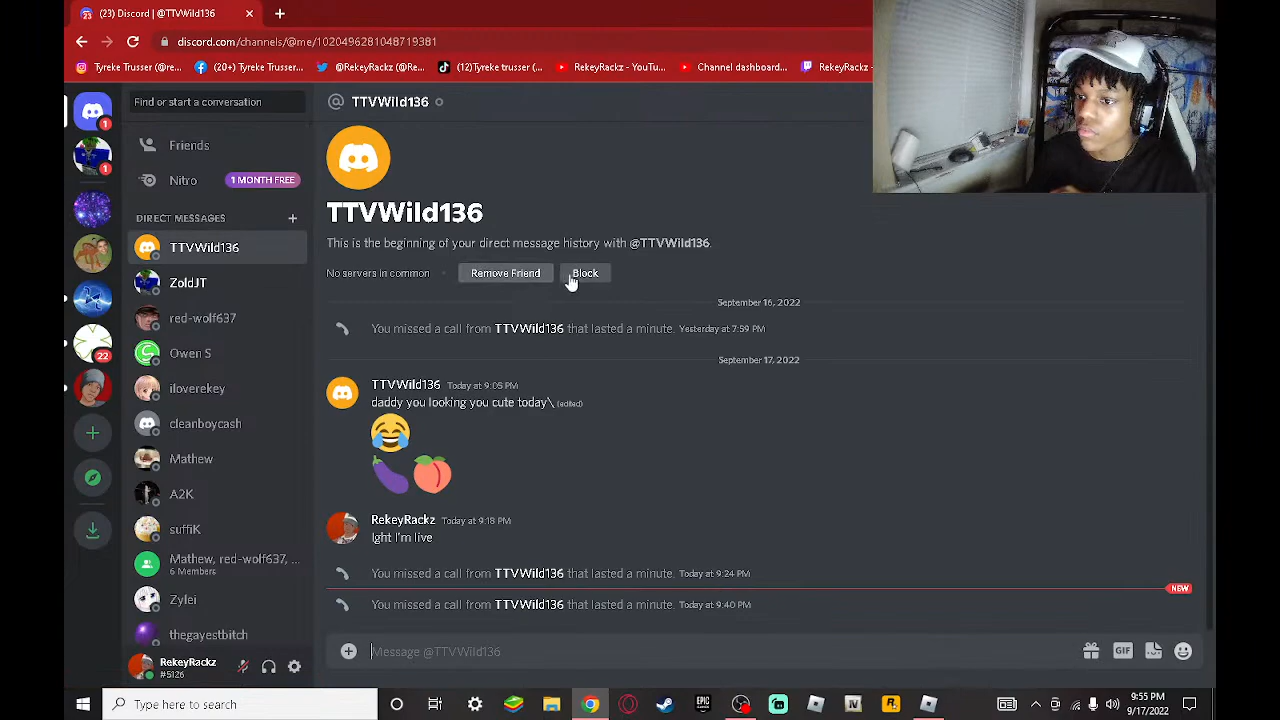 (23) Discord | @TTVWild136
discord.com/channels/@me/1020496281048719381
Tyreke Trusser (@re...
(20+) Tyreke Trusser...
@RekeyRackz (@Re...
(12)Tyreke trusser (...
RekeyRackz - YouTu...
Channel dashboard...
RekeyRackz -
Find or start a conversation
@ TTVWild136
1
Friends
1
Nitro
1 MONTH FREE
TTVWild136
DIRECT MESSAGES +
This is the beginning of your direct message history with @TTVWild136.
TTVWild136
No servers in common
Remove Friend
Block
ZoldJT
September 16, 2022
red-wolf637
You missed a call from TTVWild136 that lasted a minute. Yesterday at 7:59 PM
Owen S
22
September 17, 2022
iloverekey
TTVWild136 Today at 9:05 PM
daddy you looking you cute today\ (edited)
cleanboycash
Mathew
A2K
RekeyRackz Today at 9:18 PM
Ight I'm live
suffiK
Mathew, red-wolf637, ...
6 Members
You missed a call from TTVWild136 that lasted a minute. Today at 9:24 PM
NEW
Zylei
You missed a call from TTVWild136 that lasted a minute. Today at 9:40 PM
thegayestbitch
Message @TTVWild136
GIF
RekeyRackz
#5126
Type here to search
EPIC GAMES
9:55 PM
9/17/2022